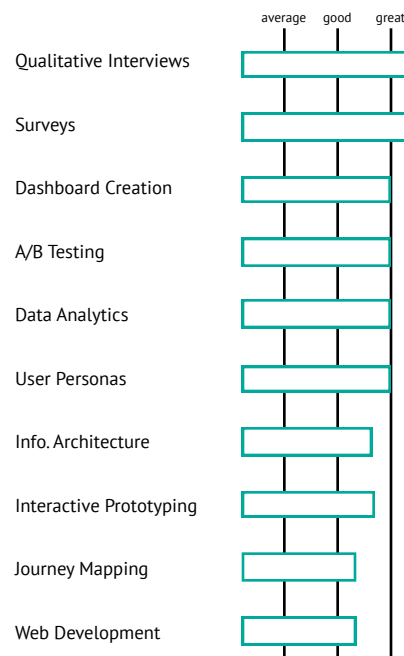 average good great
Qualitative Interviews
Surveys
Dashboard Creation
A/B Testing
Data Analytics
User Personas
Info. Architecture
Interactive Prototyping
Journey Mapping
Web Development